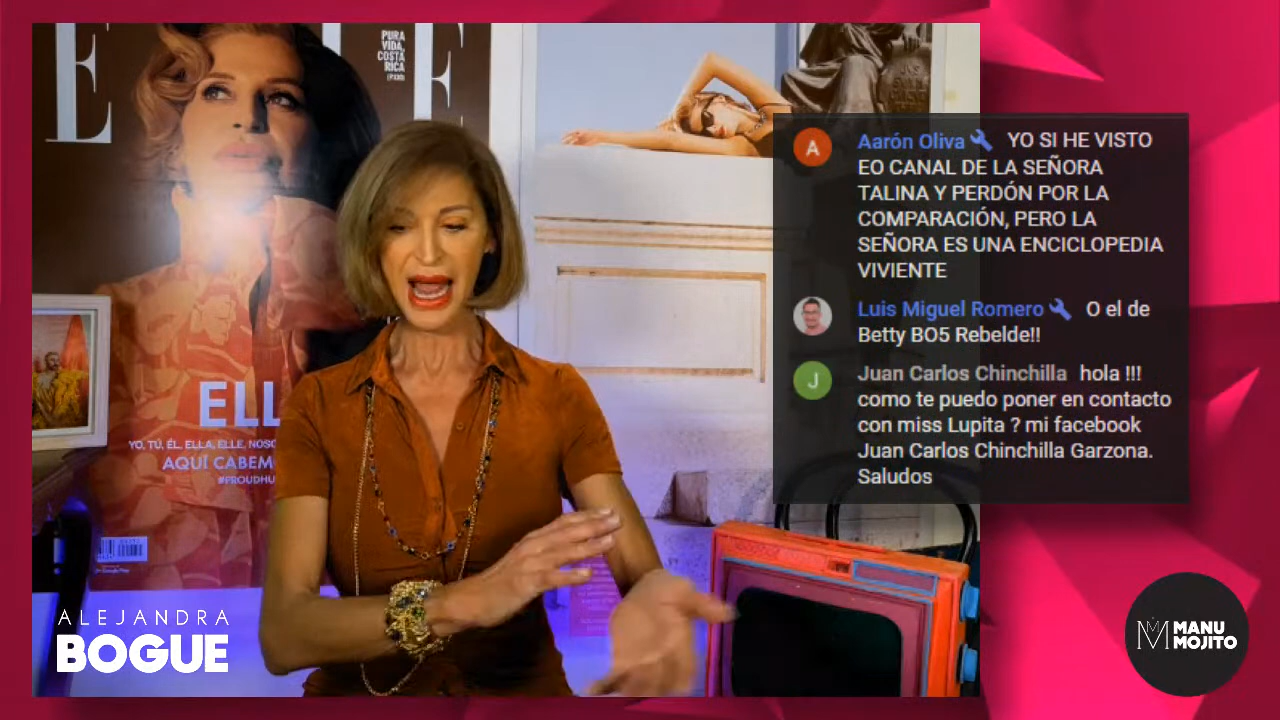 E
E
PURA
VIDA,
COSTA
RICA
(P.130)
Aarón Oliva YO SI HE VISTO
EO CANAL DE LA SEÑORA
TALINA Y PERDÓN POR LA
COMPARACIÓN, PERO LA
SEÑORA ES UNA ENCICLOPEDIA
VIVIENTE
Luis Miguel Romero O el de
Betty BO5 Rebelde!!
J
Juan Carlos Chinchilla hola !!!
como te puedo poner en contacto
con miss Lupita ? mi facebook
Juan Carlos Chinchilla Garzona.
Saludos
ELL
YO, TÚ, ÉL, ELLA, ELLE, NOSO
AQUÍ CABEM
#PROUDHU
ALEJANDRA
BOGUE
M MANU
MOJITO